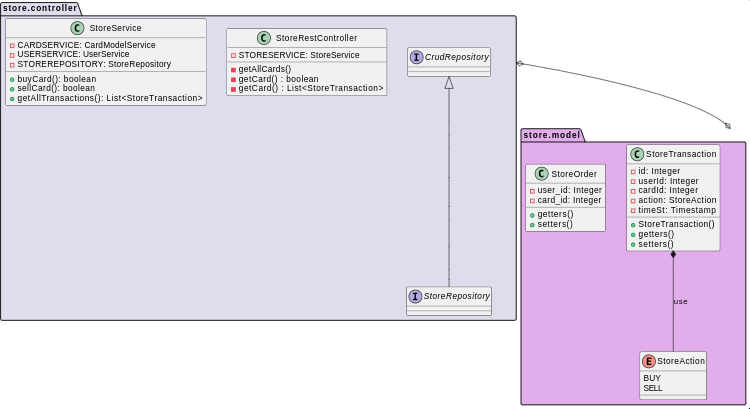 store.controller
C StoreService
CARDSERVICE: CardModelService
USERSERVICE: UserService
STOREREPOSITORY: StoreRepository
buyCard(): boolean
sellCard(): boolean
getAllTransactions(): List<StoreTransaction>
C StoreRestController
STORESERVICE: StoreService
getAllCards()
getCard() : boolean
getCard() : List<StoreTransaction>
I CrudRepository
I StoreRepository
store.model
C StoreOrder
user_id: Integer
card_id: Integer
getters()
setters()
C StoreTransaction
id: Integer
userId: Integer
cardId: Integer
action: StoreAction
timeSt: Timestamp
StoreTransaction()
getters()
setters()
use
E StoreAction
BUY
SELL